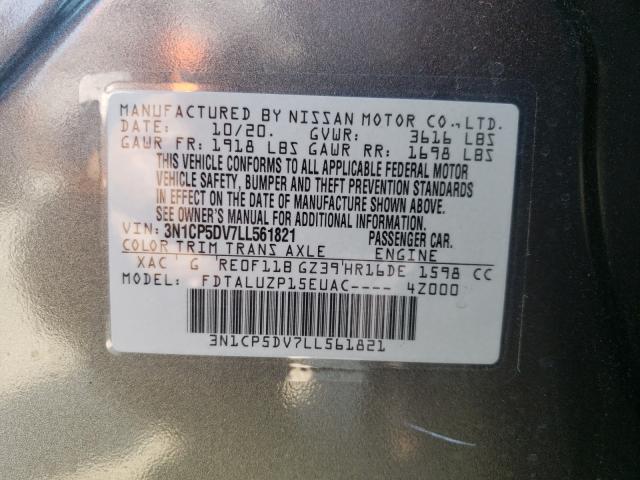 MANUFACTURED BY NISSAN MOTOR CO.,LTD.
DATE: 10/20. GVWR: 3616 LBS
GAWR FR: 1918 LBS GAWR RR: 1698 LBS
THIS VEHICLE CONFORMS TO ALL APPLICABLE FEDERAL MOTOR
VEHICLE SAFETY, BUMPER AND THEFT PREVENTION STANDARDS
IN EFFECT ON THE DATE OF MANUFACTURE SHOWN ABOVE.
SEE OWNER'S MANUAL FOR ADDITIONAL INFORMATION.
VIN: 3N1CP5DV7LL561821 PASSENGER CAR.
COLOR TRIM TRANS AXLE ENGINE
XAC ' G 'RE0F11B GZ39'HR16DE 1598 CC
MODEL: FDTALUZP15EUAC---- 4Z000
3N1CP5DV7LL561821